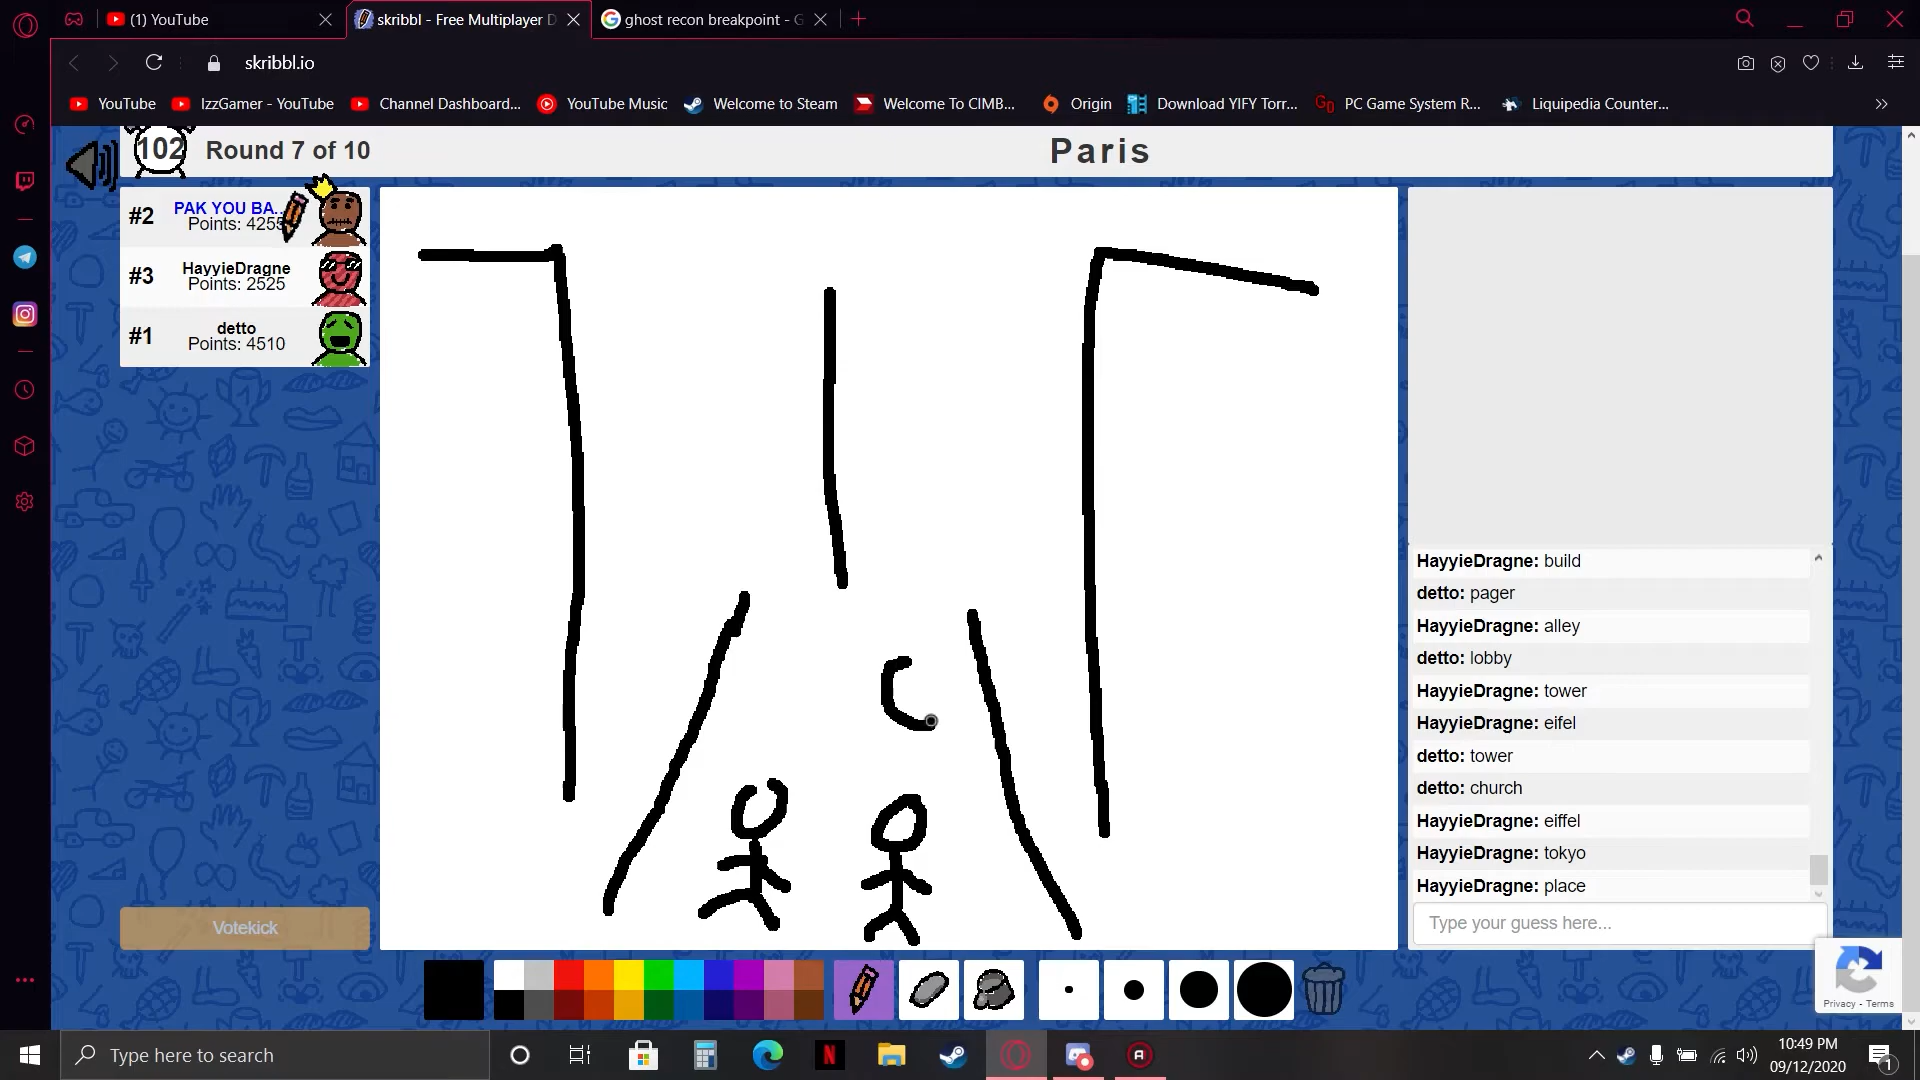 (1) YouTube
skribbl - Free Multiplayer D
ghost recon breakpoint - G
skribbl.io
YouTube
IzzGamer - YouTube
Channel Dashboard...
YouTube Music
Welcome to Steam
Welcome To CIMB...
Origin
Download YIFY Torr...
PC Game System R...
Liquipedia Counter...
102
Round 7 of 10
Paris
#2
PAK YOU BA...
Points: 4255
#3
HayyieDragne
Points: 2525
#1
detto
Points: 4510
Votekick
HayyieDragne: build
detto: pager
HayyieDragne: alley
detto: lobby
HayyieDragne: tower
HayyieDragne: eifel
detto: tower
detto: church
HayyieDragne: eiffel
HayyieDragne: tokyo
HayyieDragne: place
Type your guess here...
Privacy - Terms
Type here to search
10:49 PM
09/12/2020
1